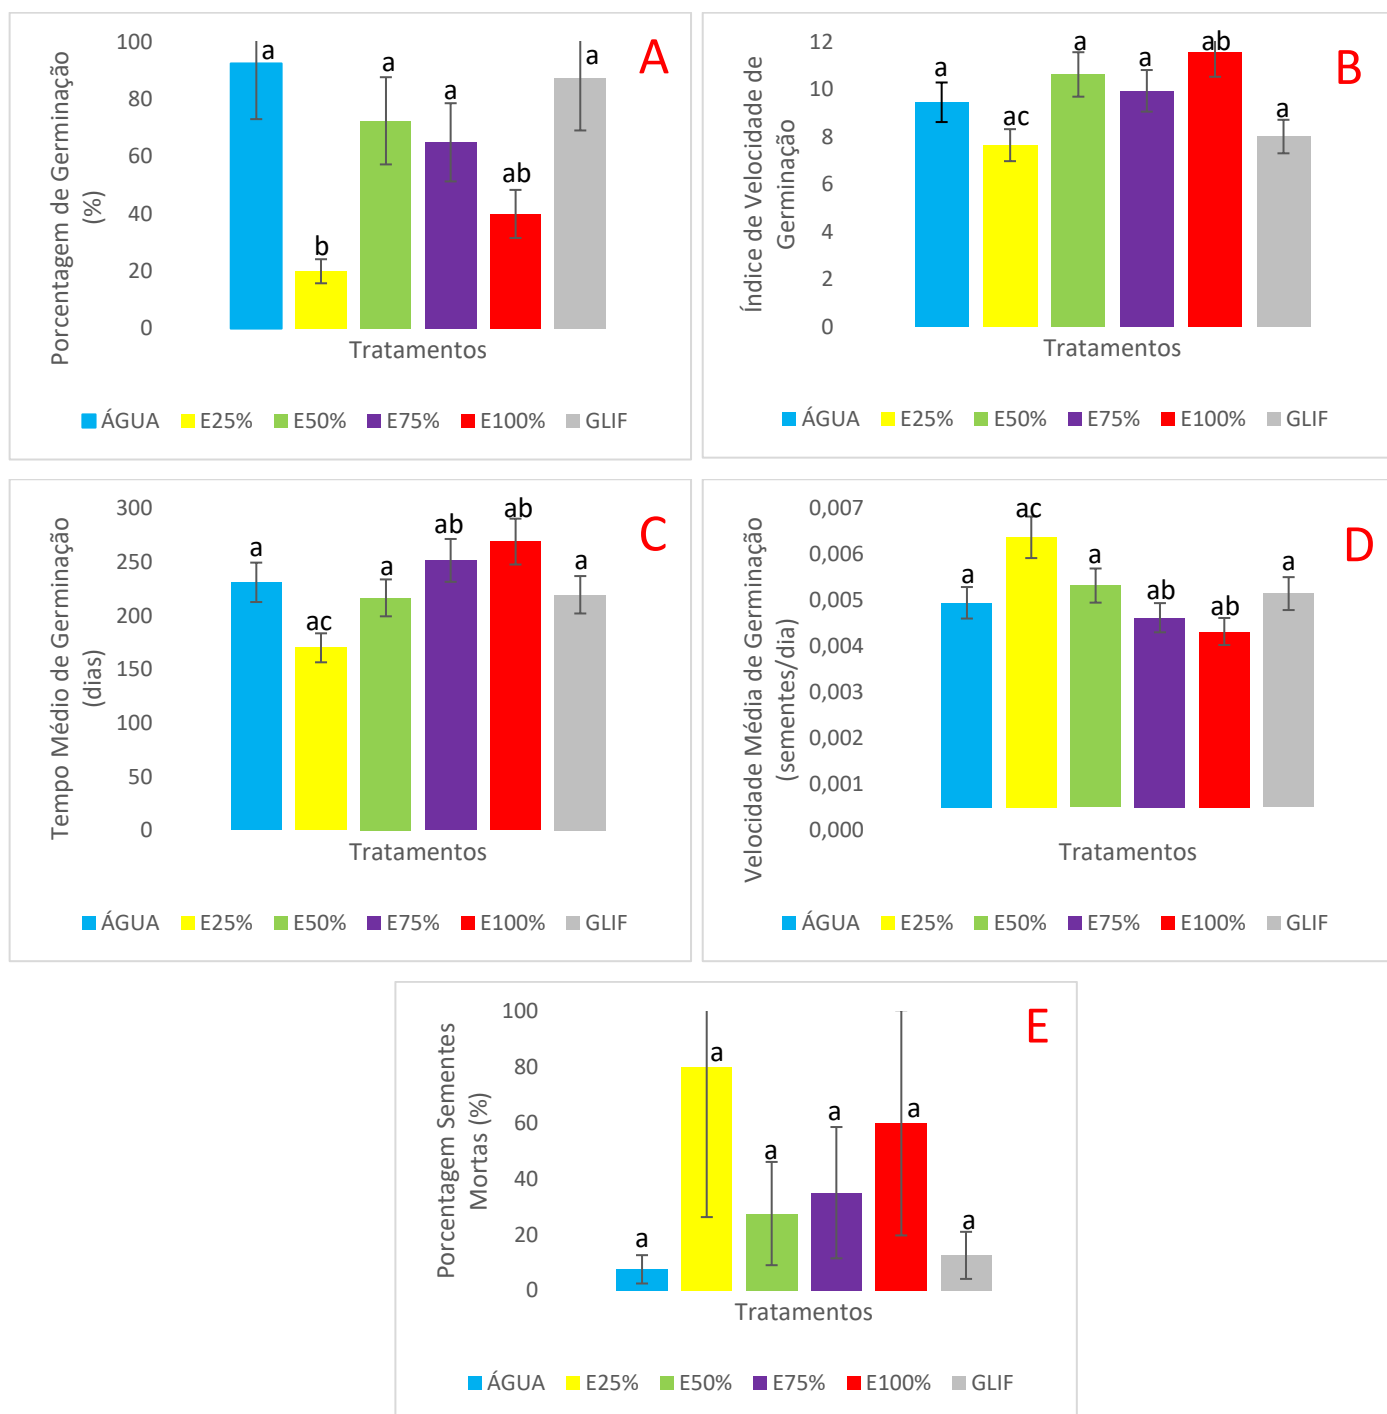 A
Porcentagem de Germinação
(%)
100
80
60
40
20
0
a
b
a
a
ab
a
Tratamentos
ÁGUA E25% E50% E75% E100% GLIF
B
Índice de Velocidade de
Germinação
12
10
8
6
4
2
0
a
ac
a
a
ab
a
Tratamentos
ÁGUA E25% E50% E75% E100% GLIF
C
Tempo Médio de Germinação
(dias)
300
250
200
150
100
50
0
a
ac
a
ab
ab
a
Tratamentos
ÁGUA E25% E50% E75% E100% GLIF
D
Velocidade Média de Germinação
(sementes/dia)
0,007
0,006
0,005
0,004
0,003
0,002
0,001
0,000
a
ac
a
ab
ab
a
Tratamentos
ÁGUA E25% E50% E75% E100% GLIF
E
Porcentagem Sementes
Mortas (%)
100
80
60
40
20
0
a
a
a
a
a
a
Tratamentos
ÁGUA E25% E50% E75% E100% GLIF